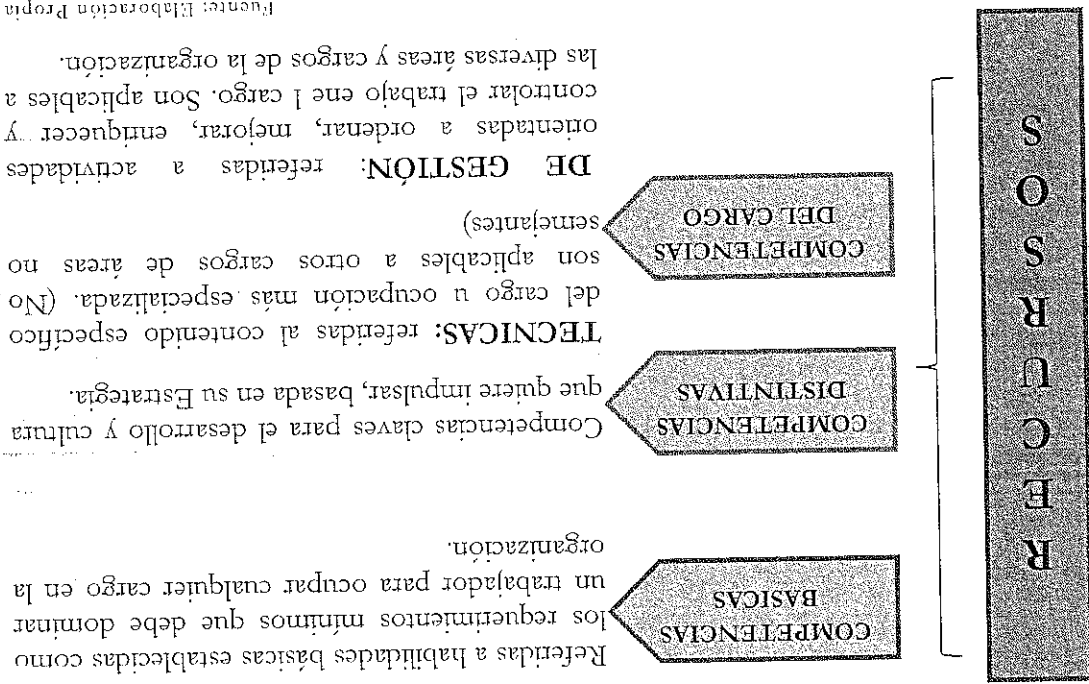 R
E
C
U
R
S
O
S
COMPETENCIAS
BASICAS
Referidas a habilidades básicas establecidas como
los requerimientos mínimos que debe dominar
un trabajador para ocupar cualquier cargo en la
organización.
COMPETENCIAS
DISTINTIVAS
Competencias claves para el desarrollo y cultura
que quiere impulsar, basada en su Estrategia.
COMPETENCIAS
DEL CARGO
TECNICAS: referidas al contenido específico
del cargo u ocupación más especializada. (No
son aplicables a otros cargos de áreas no
semejantes)
DE GESTIÓN: referidas a actividades
orientadas a ordenar, mejorar, enriquecer y
controlar el trabajo ene l cargo. Son aplicables a
las diversas áreas y cargos de la organización.
Fuente: Elaboración Propia